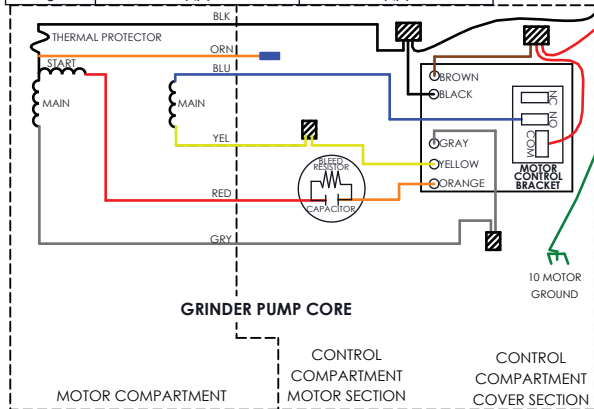 BLK
THERMAL PROTECTOR
ORN
START
BLU
MAIN
MAIN
BROWN
BLACK
NC
NO
COM
YEL
GRAY
BLEED
RESISTOR
YELLOW
MOTOR
CONTROL
BRACKET
ORANGE
RED
CAPACITOR
GRY
10 MOTOR
GROUND
GRINDER PUMP CORE
MOTOR COMPARTMENT
CONTROL
COMPARTMENT
MOTOR SECTION
CONTROL
COMPARTMENT
COVER SECTION